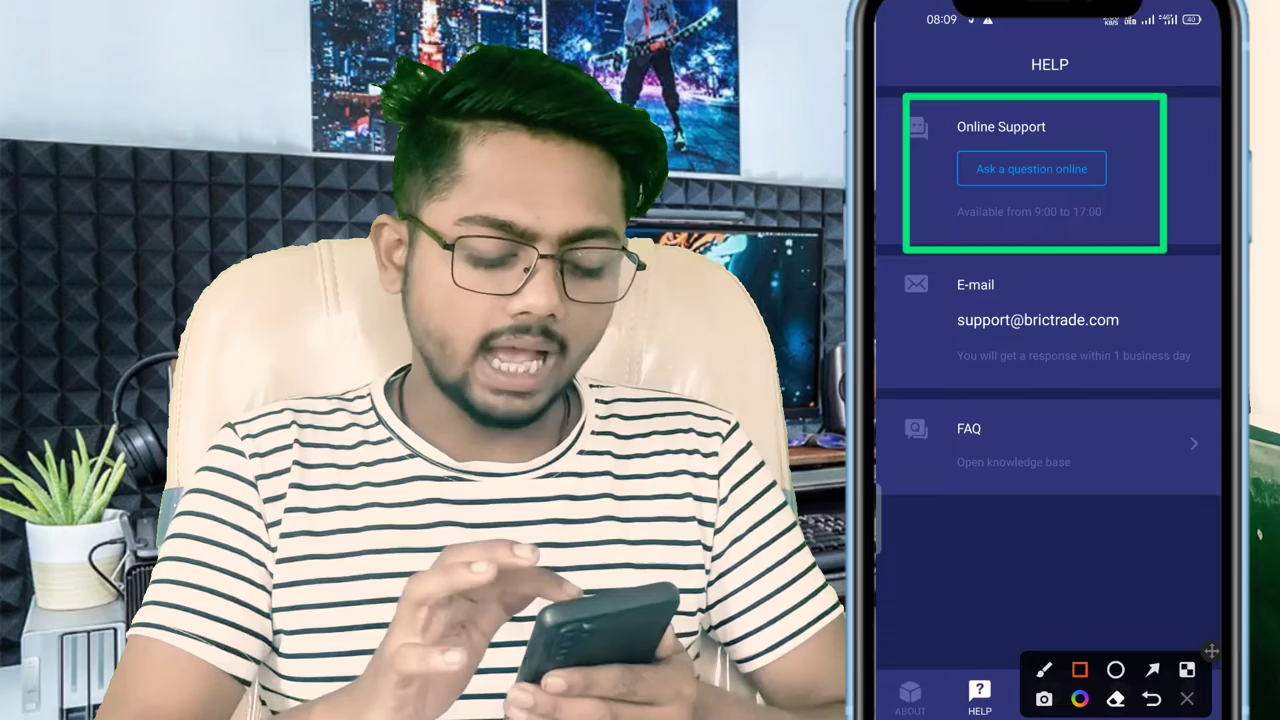 08:09
HELP
Online Support
Ask a question online
Available from 9:00 to 17:00
E-mail
support@brictrade.com
You will get a response within 1 business day
FAQ
Open knowledge base
ABOUT
HELP